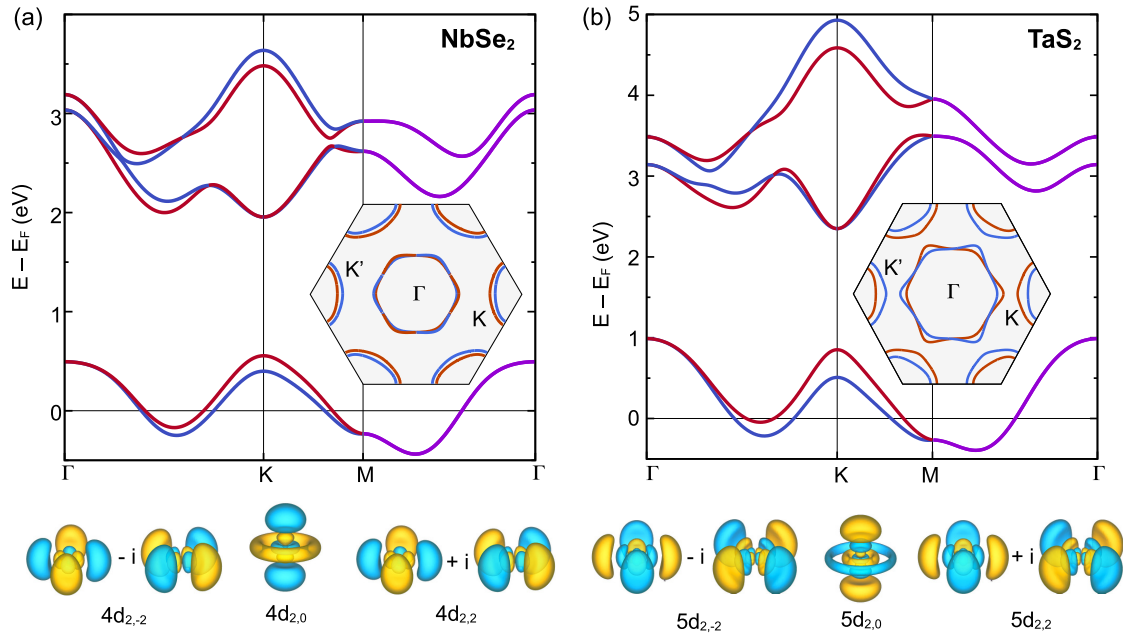 (a)
NbSe₂
E – E_F (eV)
3
2
1
0
K'
Γ
K
Γ
K
M
Γ
- i
+ i
4d₂,₋₂
4d₂,₀
4d₂,₂
(b)
TaS₂
E – E_F (eV)
5
4
3
2
1
0
K'
Γ
K
Γ
K
M
Γ
- i
+ i
5d₂,₋₂
5d₂,₀
5d₂,₂